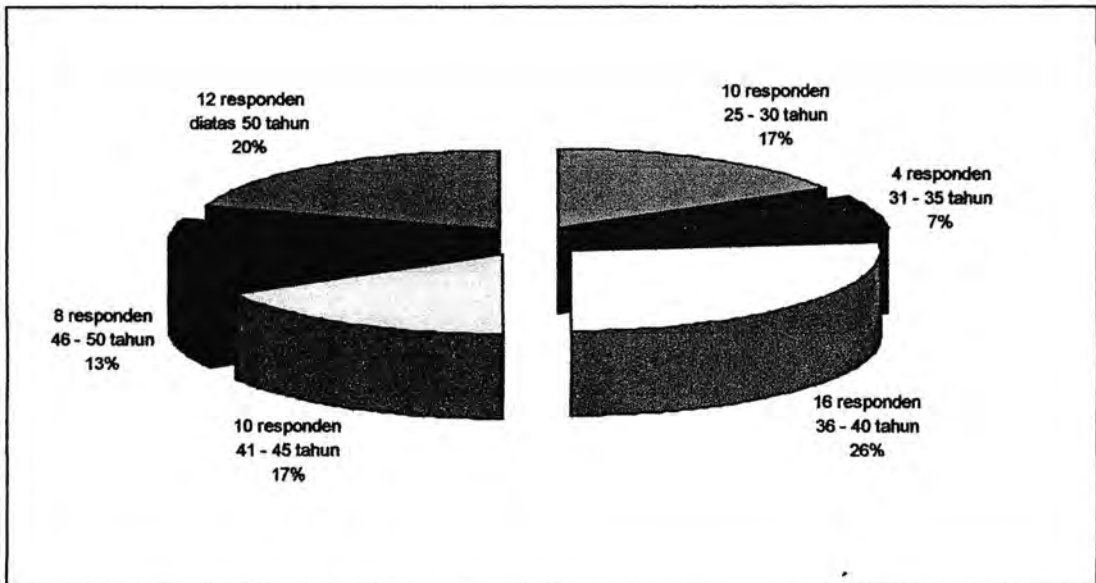 12 responden
diatas 50 tahun
20%
10 responden
25 - 30 tahun
17%
4 responden
31 - 35 tahun
7%
8 responden
46 - 50 tahun
13%
10 responden
41 - 45 tahun
17%
16 responden
36 - 40 tahun
26%